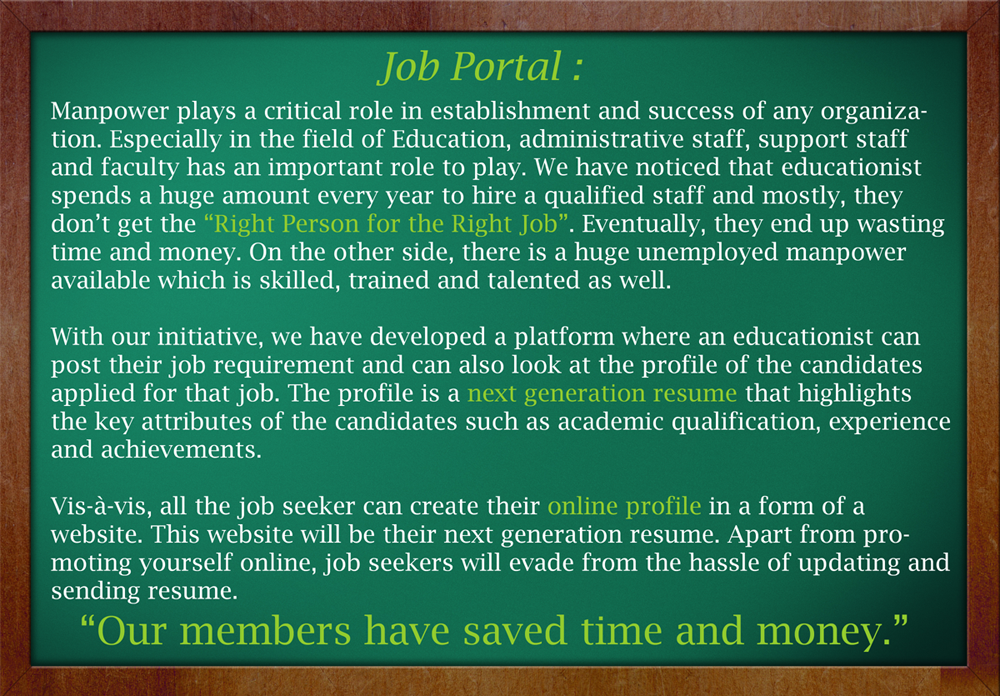 Job Portal :
Manpower plays a critical role in establishment and success of any organiza-
tion. Especially in the field of Education, administrative staff, support staff
and faculty has an important role to play. We have noticed that educationist
spends a huge amount every year to hire a qualified staff and mostly, they
don’t get the “Right Person for the Right Job”. Eventually, they end up wasting
time and money. On the other side, there is a huge unemployed manpower
available which is skilled, trained and talented as well.
With our initiative, we have developed a platform where an educationist can
post their job requirement and can also look at the profile of the candidates
applied for that job. The profile is a next generation resume that highlights
the key attributes of the candidates such as academic qualification, experience
and achievements.
Vis-à-vis, all the job seeker can create their online profile in a form of a
website. This website will be their next generation resume. Apart from pro-
moting yourself online, job seekers will evade from the hassle of updating and
sending resume.
“Our members have saved time and money.”